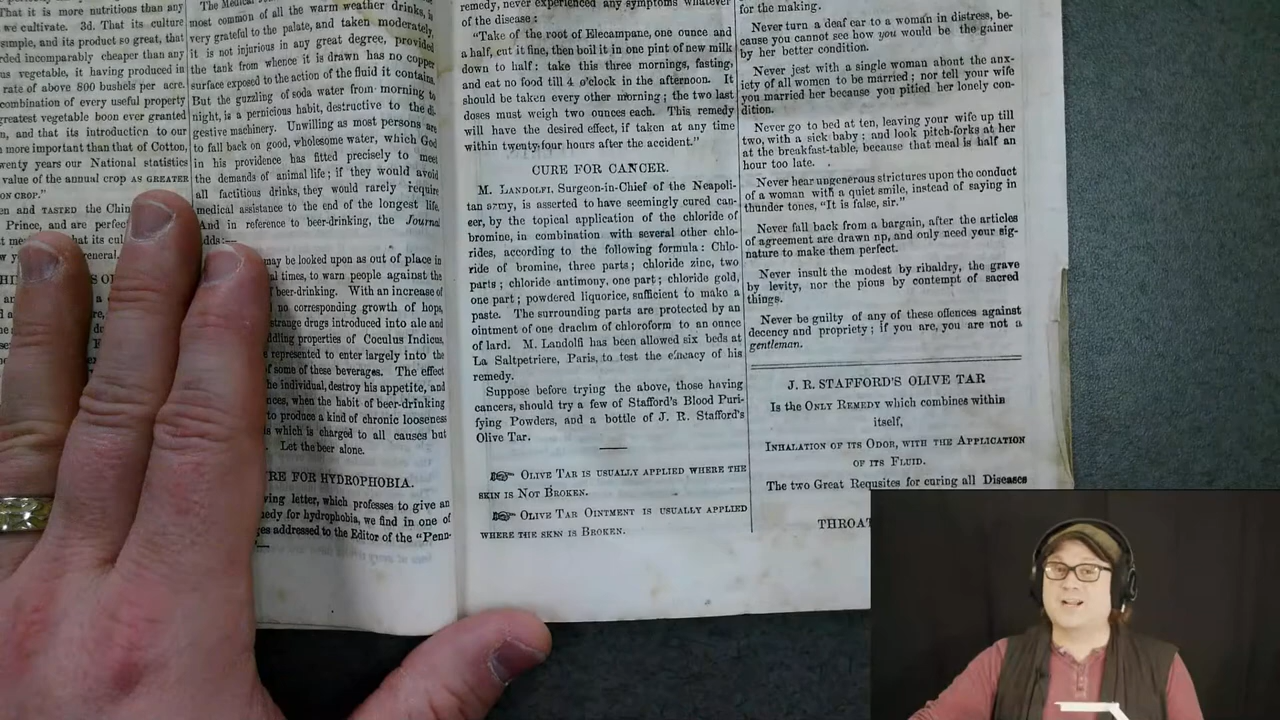 That it is more nutritious than any
we cultivate. 3d. That its culture
simple, and its product so great, that
incomparably cheaper than any
us vegetable, it having produced in
rate of above 800 bushels per acre.
combination of every useful property
greatest vegetable boon ever granted
and that its introduction to our
more important than that of Cotton,
twenty years our National statistics
value of the annual crop AS GREATER
ON CROP."
and TASTED the
Prince, and are
that its
The Medical
most common of all the warm weather drinks, is
very grateful to the palate, and taken moderately,
it is not injurious in any great degree, provided
the tank from whence it is drawn has no copper
surface exposed to the action of the fluid it contains.
But the guzzling of soda water from morning to
night, is a pernicious habit, destructive to the di-
gestive machinery. Unwilling as most persons are
to fall back on good, wholesome water, which God
in his providence has fitted precisely to meet
the demands of animal life; if they would avoid
all factitious drinks, they would rarely require
medical assistance to the end of the longest life.
And in reference to beer-drinking, the Journal
adds:—
may be looked upon as out of place in
times, to warn people against the
beer-drinking. With an increase of
no corresponding growth of hops,
strange drugs introduced into ale and
properties of Coculus Indicus,
represented to enter largely into the
of some of these beverages. The effect
the individual, destroy his appetite, and
when the habit of beer-drinking
to produce a kind of chronic looseness
which is charged to all causes but
Let the beer alone.
RE FOR HYDROPHOBIA.
letter, which professes to give an
for hydrophobia, we find in one of
addressed to the Editor of the "Penn-
remedy, never experienced any symptoms whatever
of the disease:
"Take of the root of Elecampane, one ounce and
a half, cut it fine, then boil it in one pint of new milk
down to half: take this three mornings, fasting,
and eat no food till 4 o'clock in the afternoon. It
should be taken every other morning; the two last
doses must weigh two ounces each. This remedy
will have the desired effect, if taken at any time
within twenty-four hours after the accident."
CURE FOR CANCER.
M. LANDOLFI, Surgeon-in-Chief of the Neapoli-
tan army, is asserted to have seemingly cured can-
cer, by the topical application of the chloride of
bromine, in combination with several other chlo-
rides, according to the following formula: Chlo-
ride of bromine, three parts; chloride zinc, two
parts; chloride antimony, one part; chloride gold,
one part; powdered liquorice, sufficient to make a
paste. The surrounding parts are protected by an
ointment of one drachm of chloroform to an ounce
of lard. M. Landolfi has been allowed six beds at
La Saltpetriere, Paris, to test the efficacy of his
remedy.
Suppose before trying the above, those having
cancers, should try a few of Stafford's Blood Puri-
fying Powders, and a bottle of J. R. Stafford's
Olive Tar.
OLIVE TAR IS USUALLY APPLIED WHERE THE
SKIN IS NOT BROKEN.
OLIVE TAR OINTMENT IS USUALLY APPLIED
WHERE THE SKIN IS BROKEN.
for the making.
Never turn a deaf ear to a woman in distress, be-
cause you cannot see how you would be the gainer
by her better condition.
Never jest with a single woman about the anx-
iety of all women to be married; nor tell your wife
you married her because you pitied her lonely con-
dition.
Never go to bed at ten, leaving your wife up till
two, with a sick baby; and look pitch-forks at her
at the breakfast-table, because that meal is half an
hour too late.
Never hear ungenerous strictures upon the conduct
of a woman with a quiet smile, instead of saying in
thunder tones, "It is false, sir."
Never fall back from a bargain, after the articles
of agreement are drawn up, and only need your sig-
nature to make them perfect.
Never insult the modest by ribaldry, the grave
by levity, nor the pious by contempt of sacred
things.
Never be guilty of any of these offences against
decency and propriety; if you are, you are not a
gentleman.
J. R. STAFFORD'S OLIVE TAR
Is the ONLY REMEDY which combines within
itself,
INHALATION OF ITS ODOR, WITH THE APPLICATION
OF ITS FLUID.
The two Great Requsites for curing all Diseases
THROAT